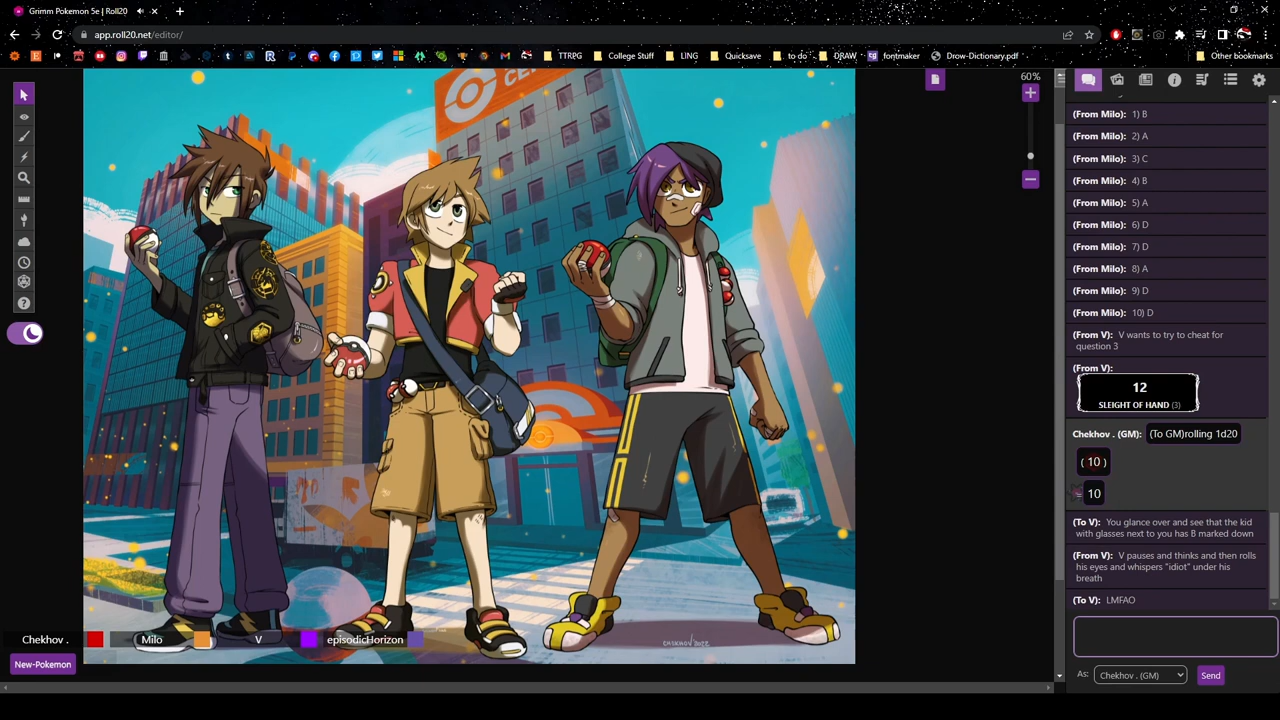 Grimm Pokemon 5e | Roll20
app.roll20.net/editor/
TTRPG
College Stuff
LING
Quicksave
to do
DRAW
fontmaker
Drow-Dictionary.pdf
Other bookmarks
60%
CE
(From Milo): 1) B
(From Milo): 2) A
(From Milo): 3) C
(From Milo): 4) B
(From Milo): 5) A
(From Milo): 6) D
(From Milo): 7) D
(From Milo): 8) A
(From Milo): 9) D
(From Milo): 10) D
(From V): V wants to try to cheat for
question 3
(From V):
12
SLEIGHT OF HAND (3)
Chekhov . (GM): (To GM)rolling 1d20
( 10 )
= 10
(To V): You glance over and see that the kid
with glasses next to you has B marked down
(From V): V pauses and thinks and then rolls
his eyes and whispers "idiot" under his
breath
(To V): LMFAO
CHEKHOV 2022
Chekhov .
Milo
V
episodicHorizon
New-Pokemon
As:
Chekhov . (GM)
Send